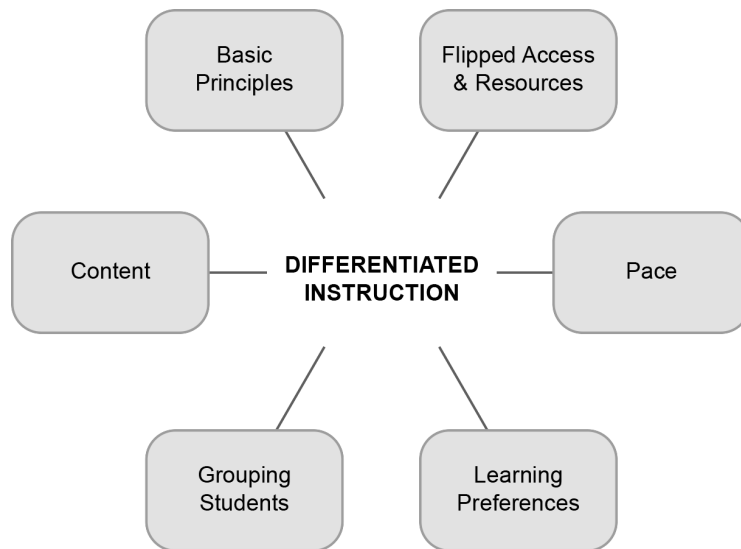 Basic
Principles
Flipped Access
& Resources
Content
DIFFERENTIATED
INSTRUCTION
Pace
Grouping
Students
Learning
Preferences